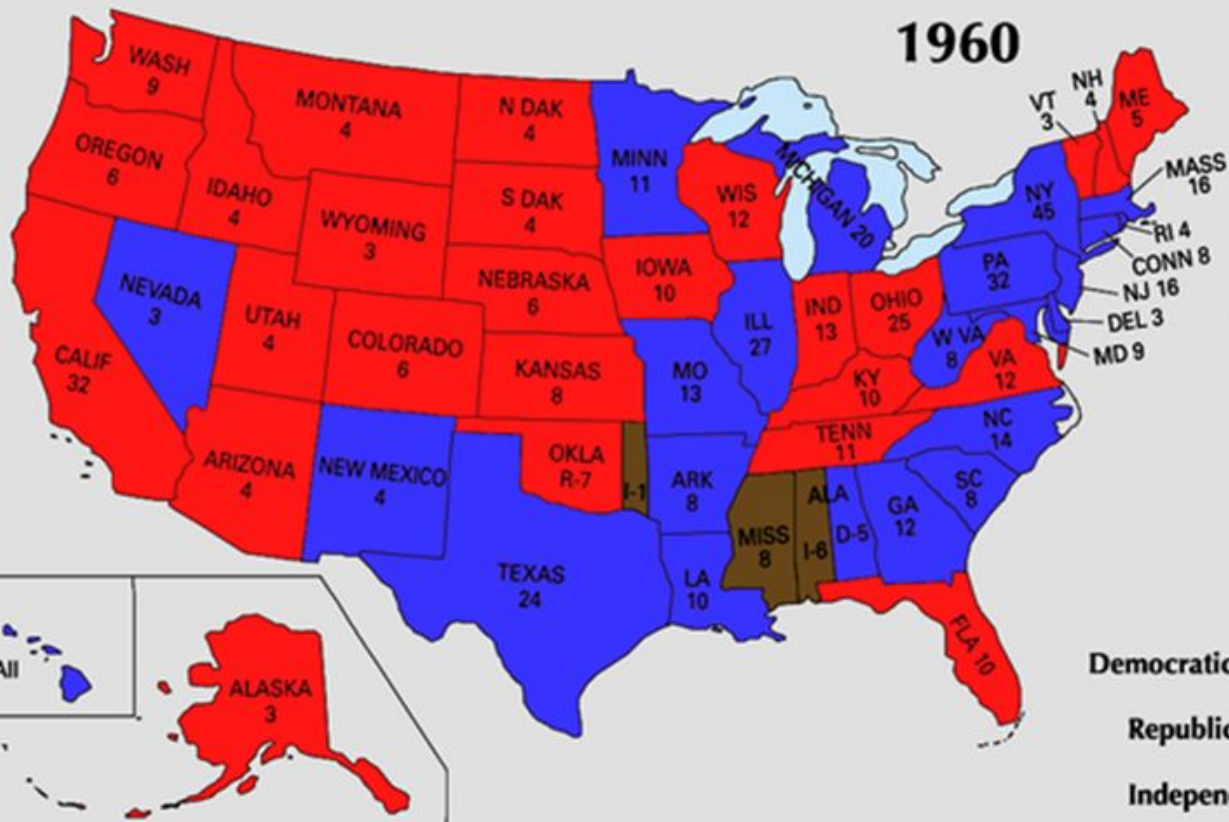 1960
WASH
9
OREGON
6
CALIF
32
NEVADA
3
IDAHO
4
MONTANA
4
WYOMING
3
UTAH
4
COLORADO
6
ARIZONA
4
NEW MEXICO
4
N DAK
4
S DAK
4
NEBRASKA
6
KANSAS
8
OKLA
R-7
I-1
TEXAS
24
MINN
11
IOWA
10
MO
13
ARK
8
LA
10
WIS
12
ILL
27
MICHIGAN 20
IND
13
OHIO
25
KY
10
TENN
11
MISS
8
ALA
I-6
D-5
GA
12
FLA 10
SC
8
NC
14
VA
12
W VA
8
PA
32
NY
45
VT
3
NH
4
ME
5
MASS
16
RI 4
CONN 8
NJ 16
DEL 3
MD 9
AII
ALASKA
3
Democratic
Republic
Indepen